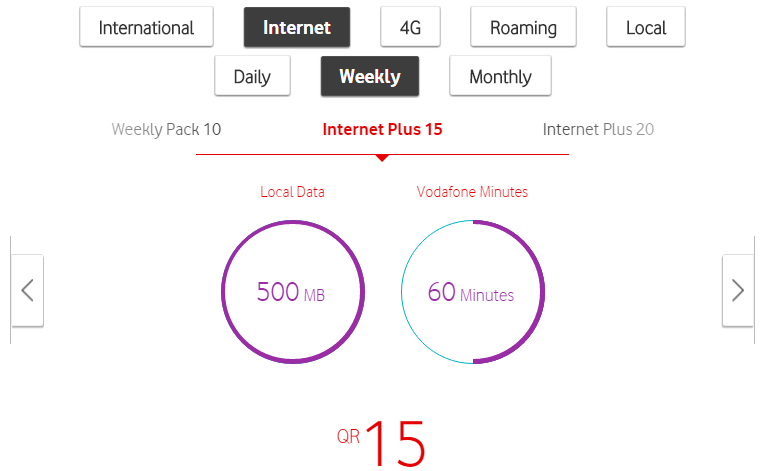 International Internet 4G Roaming Local
Daily Weekly Monthly
Weekly Pack 10 Internet Plus 15 Internet Plus 20
Local Data Vodafone Minutes
500 MB 60 Minutes
QR 15